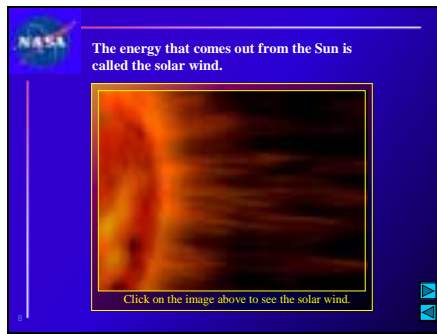 NASA
The energy that comes out from the Sun is
called the solar wind.
Click on the image above to see the solar wind.
8